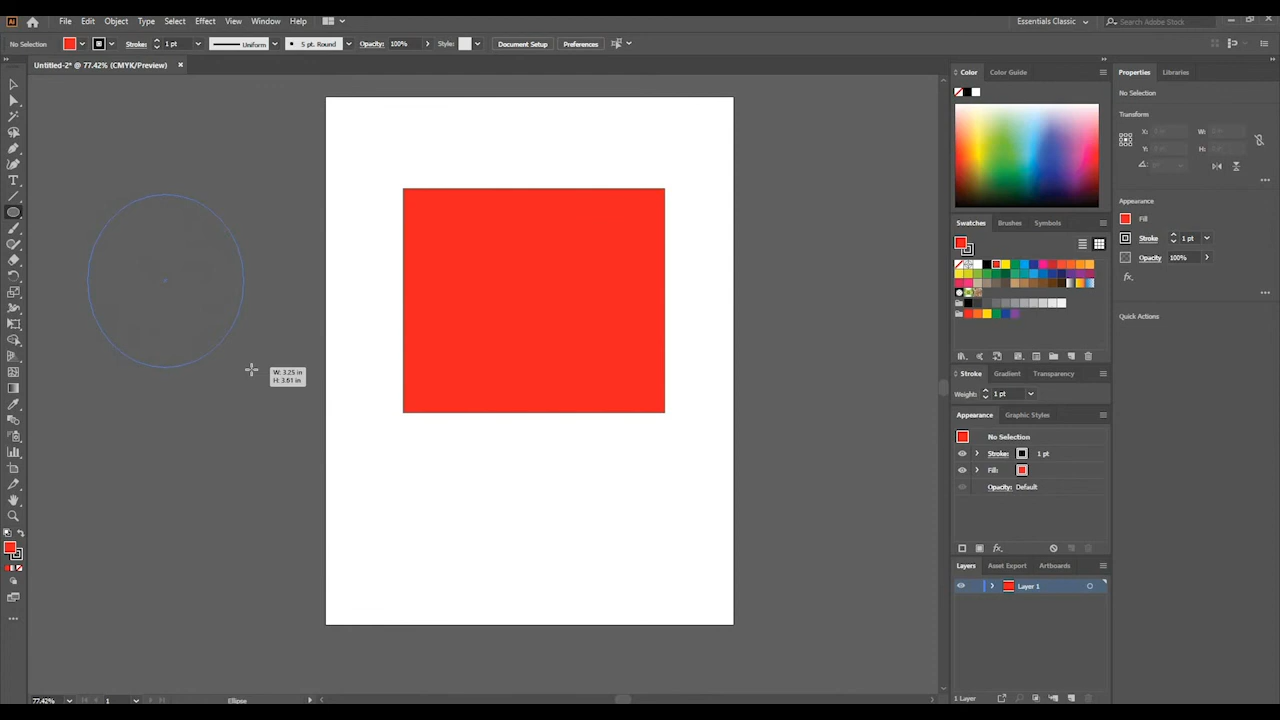 Ai File Edit Object Type Select Effect View Window Help Essentials Classic Search Adobe Stock
No Selection Stroke: 1 pt Uniform 5 pt. Round Opacity: 100% Style: Document Setup Preferences
Untitled-2* @ 77.42% (CMYK/Preview) ×
Color Color Guide
Properties Libraries
No Selection
Transform
X: W:
Y: H:
Appearance
Fill
Stroke 1 pt
Opacity 100%
fx.
Quick Actions
Swatches Brushes Symbols
Stroke Gradient Transparency
Weight: 1 pt
Appearance Graphic Styles
No Selection
Stroke: 1 pt
Fill:
Opacity: Default
fx.
Layers Asset Export Artboards
Layer 1
1 Layer
W: 3.25 in
H: 3.61 in
77.42% 1 Ellipse